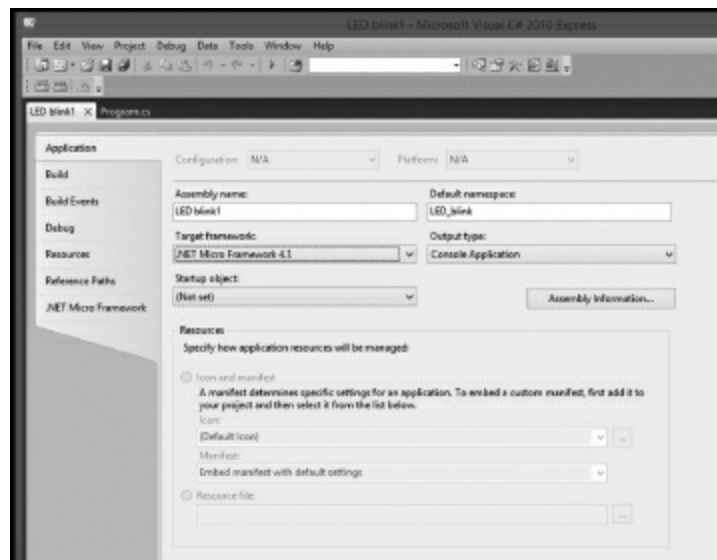 LED blink1 - Microsoft Visual C# 2010 Express
File Edit View Project Debug Data Tools Window Help
LED blink1 X Program.cs
Application
Configuration: N/A Platform: N/A
Build
Assembly name: Default namespace:
Build Events
LED blink1 LED_blink
Debug
Target framework: Output type:
Resources
.NET Micro Framework 4.1 Console Application
Reference Paths
Startup object:
.NET Micro Framework
(Not set) Assembly Information...
Resources
Specify how application resources will be managed:
Icon and manifest
A manifest determines specific settings for an application. To embed a custom manifest, first add it to
your project and then select it from the list below.
Icon:
(Default Icon) ...
Manifest:
Embed manifest with default settings
Resource file:
...